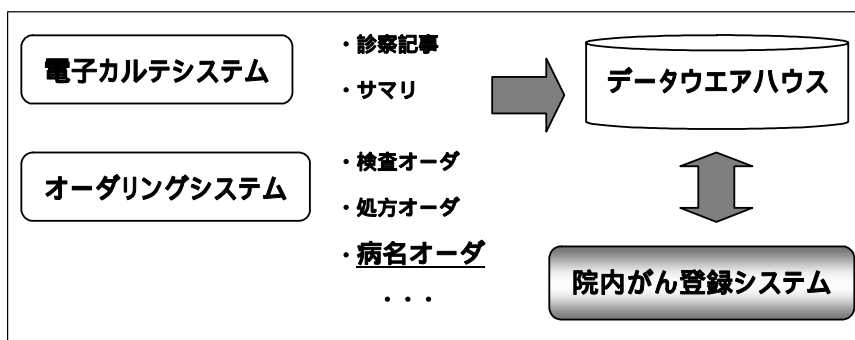 電子カルテシステム
・診察記事
・サマリ
オーダリングシステム
・検査オーダ
・処方オーダ
・病名オーダ
・・・
データウエアハウス
院内がん登録システム